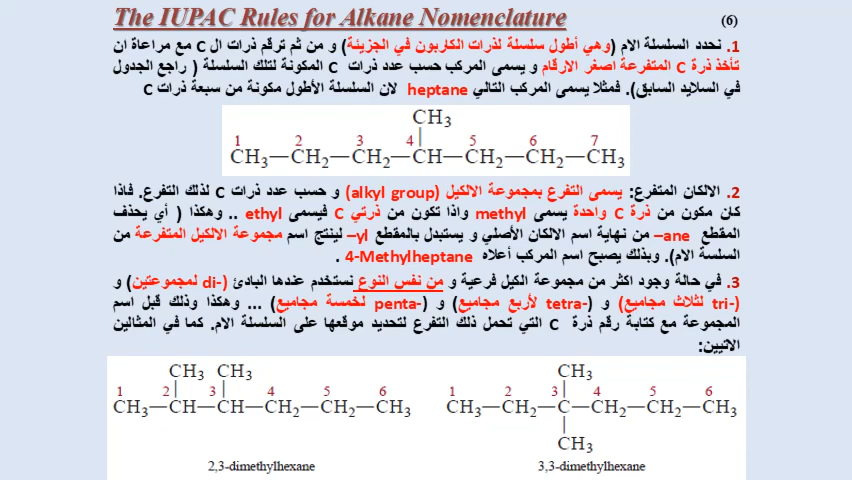 The IUPAC Rules for Alkane Nomenclature
(6)
1. نحدد السلسلة الام (وهي أطول سلسلة لذرات الكاربون في الجزيئة) و من ثم ترقم ذرات ال C مع مراعاة ان
تأخذ ذرة C المتفرعة اصغر الارقام و يسمى المركب حسب عدد ذرات C المكونة لتلك السلسلة ( راجع الجدول
في السلايد السابق). فمثلا يسمى المركب التالي heptane لان السلسلة الأطول مكونة من سبعة ذرات C
CH3
1 2 3 4 5 6 7
CH3—CH2—CH2—CH—CH2—CH2—CH3
2. الالكان المتفرع: يسمى التفرع بمجموعة الالكيل (alkyl group) و حسب عدد ذرات C لذلك التفرع. فاذا
كان مكون من ذرة C واحدة يسمى methyl واذا تكون من ذرتي C فيسمى ethyl .. وهكذا ( أي يحذف
المقطع ane– من نهاية اسم الالكان الأصلي و يستبدل بالمقطع yl– لينتج اسم مجموعة الالكيل المتفرعة من
السلسة الام). وبذلك يصبح اسم المركب أعلاه 4-Methylheptane .
3. في حالة وجود اكثر من مجموعة الكيل فرعية و من نفس النوع نستخدم عندها البادئ (-di لمجموعتين) و
(-tri لثلاث مجاميع) و (-tetra لأربع مجاميع) و (-penta لخمسة مجاميع) ... وهكذا وذلك قبل اسم
المجموعة مع كتابة رقم ذرة C التي تحمل ذلك التفرع لتحديد موقعها على السلسلة الام. كما في المثالين
الاتيين:
CH3 CH3
1 2 3 4 5 6
CH3—CH—CH—CH2—CH2—CH3
2,3-dimethylhexane
CH3
1 2 3 4 5 6
CH3—CH2—C—CH2—CH2—CH3
CH3
3,3-dimethylhexane